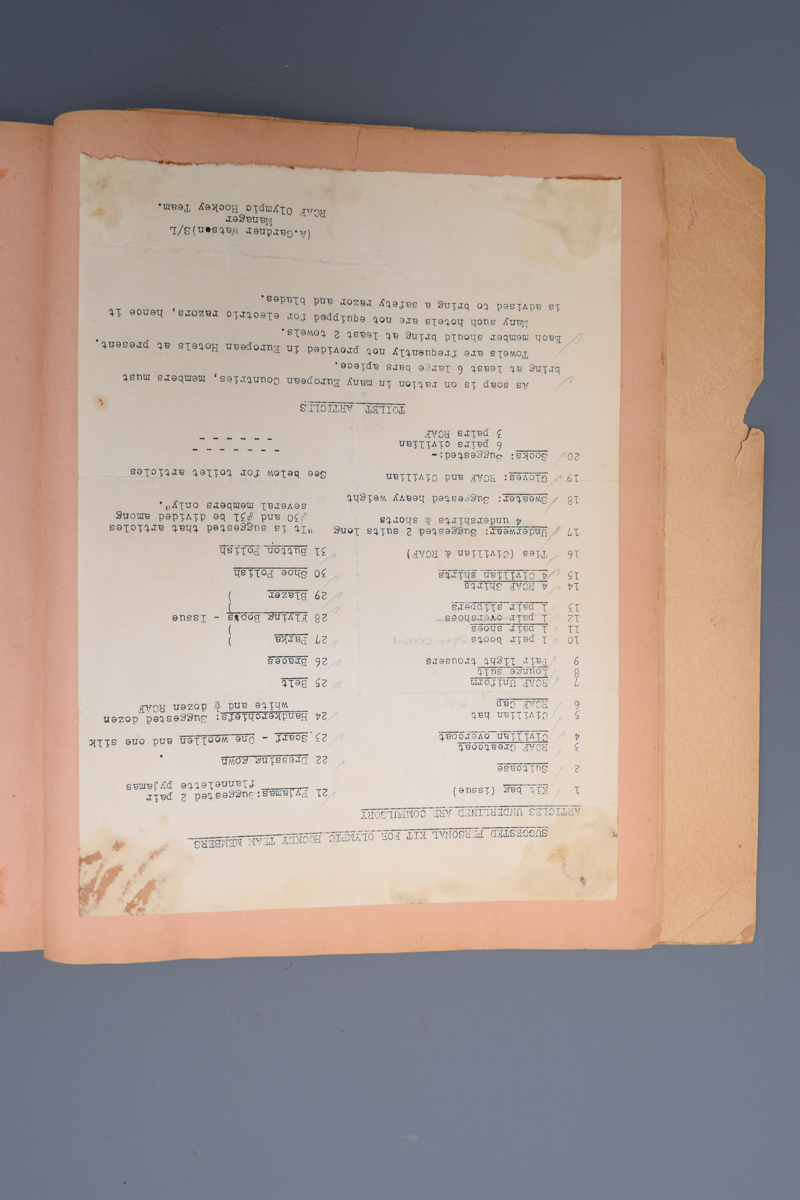 SUGGESTED PERSONAL KIT FOR OLYMPIC HOCKEY TEAM MEMBERS
ARTICLES UNDERLINED ARE COMPULSORY
1 Kit bag (issue)
2 Suitcase
3 RCAF Greatcoat
4 Civilian overcoat
5 Civilian hat
6 RCAF Cap
7 RCAF Uniform
8 Lounge suit
9 Pair light trousers
10 1 pair boots
11 1 pair shoes
12 1 pair overshoes
13 1 pair slippers
14 4 RCAF Shirts
15 4 Civilian shirts
16 Ties (Civilian & RCAF)
17 Underwear: Suggested 2 suits long
4 undershirts & shorts
18 Sweater: Suggested heavy weight
19 Gloves: RCAF and Civilian
20 Socks: Suggested:-
6 pairs civilian
3 pairs RCAF
21 Pyjamas:Suggested 2 pair
flannelette pyjamas
22 Dressing gown
23 Scarf - One woollen and one silk
24 Handkerchiefs: Suggested dozen
white and ½ dozen RCAF
25 Belt
26 Braces
27 Parka )
)
28 Flying Boots - Issue
)
29 Blazer )
30 Shoe Polish
31 Button Polish
"It is suggested that articles
#30 and #31 be divided among
several members only".
See below for toilet articles
- - - - - - -
- - - - - -
TOILET ARTICLES
As soap is on ration in many European Countries, members must
bring at least 6 large bars apiece.
Towels are frequently not provided in European Hotels at present.
Each member should bring at least 2 towels.
Many such hotels are not equipped for electric razors, hence it
is advised to bring a safety razor and blades.
(A.Gardner Watson)S/L
Manager
RCAF Olympic Hockey Team.